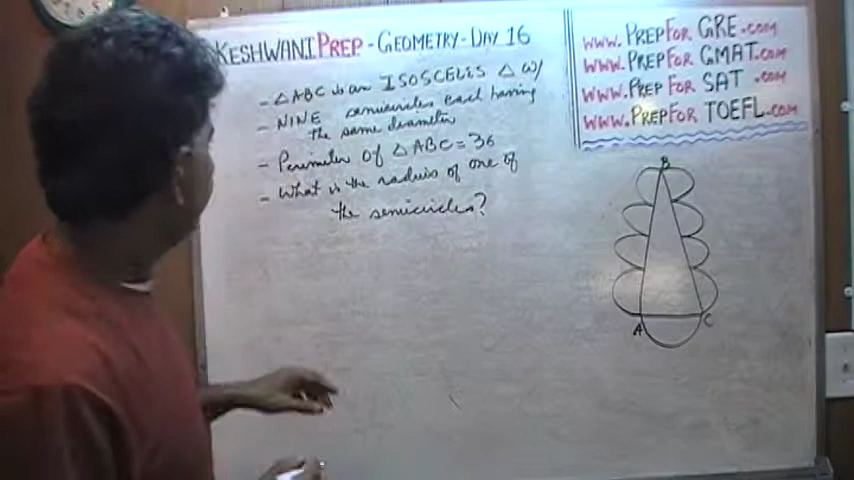 KESHWANIPREP - GEOMETRY - DAY 16
- △ABC is an ISOSCELES △ W/
- NINE semicircles each having
the same diameter
- Perimeter of △ABC = 36
- What is the radius of one of
the semicircles?
www.PREPFOR GRE.com
www.PREPFOR GMAT.com
www.PREPFOR SAT.com
www.PREPFOR TOEFL.com
B
A
C